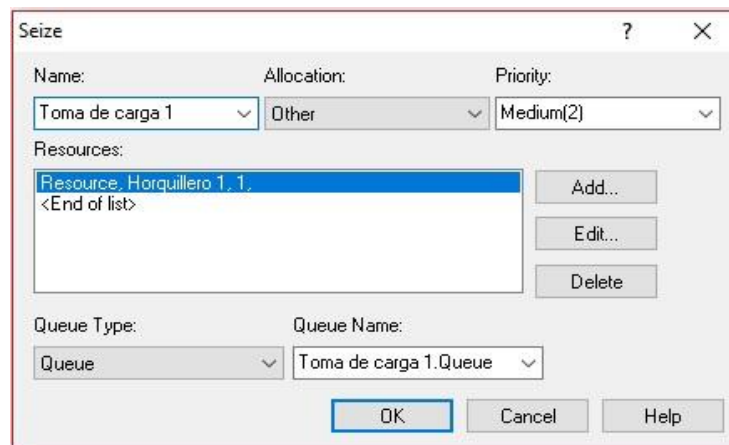 Seize ?
Name: Allocation: Priority:
Toma de carga 1 Other Medium(2)
Resources:
Resource, Horquillero 1, 1,
<End of list>
Add...
Edit...
Delete
Queue Type: Queue Name:
Queue Toma de carga 1.Queue
OK Cancel Help